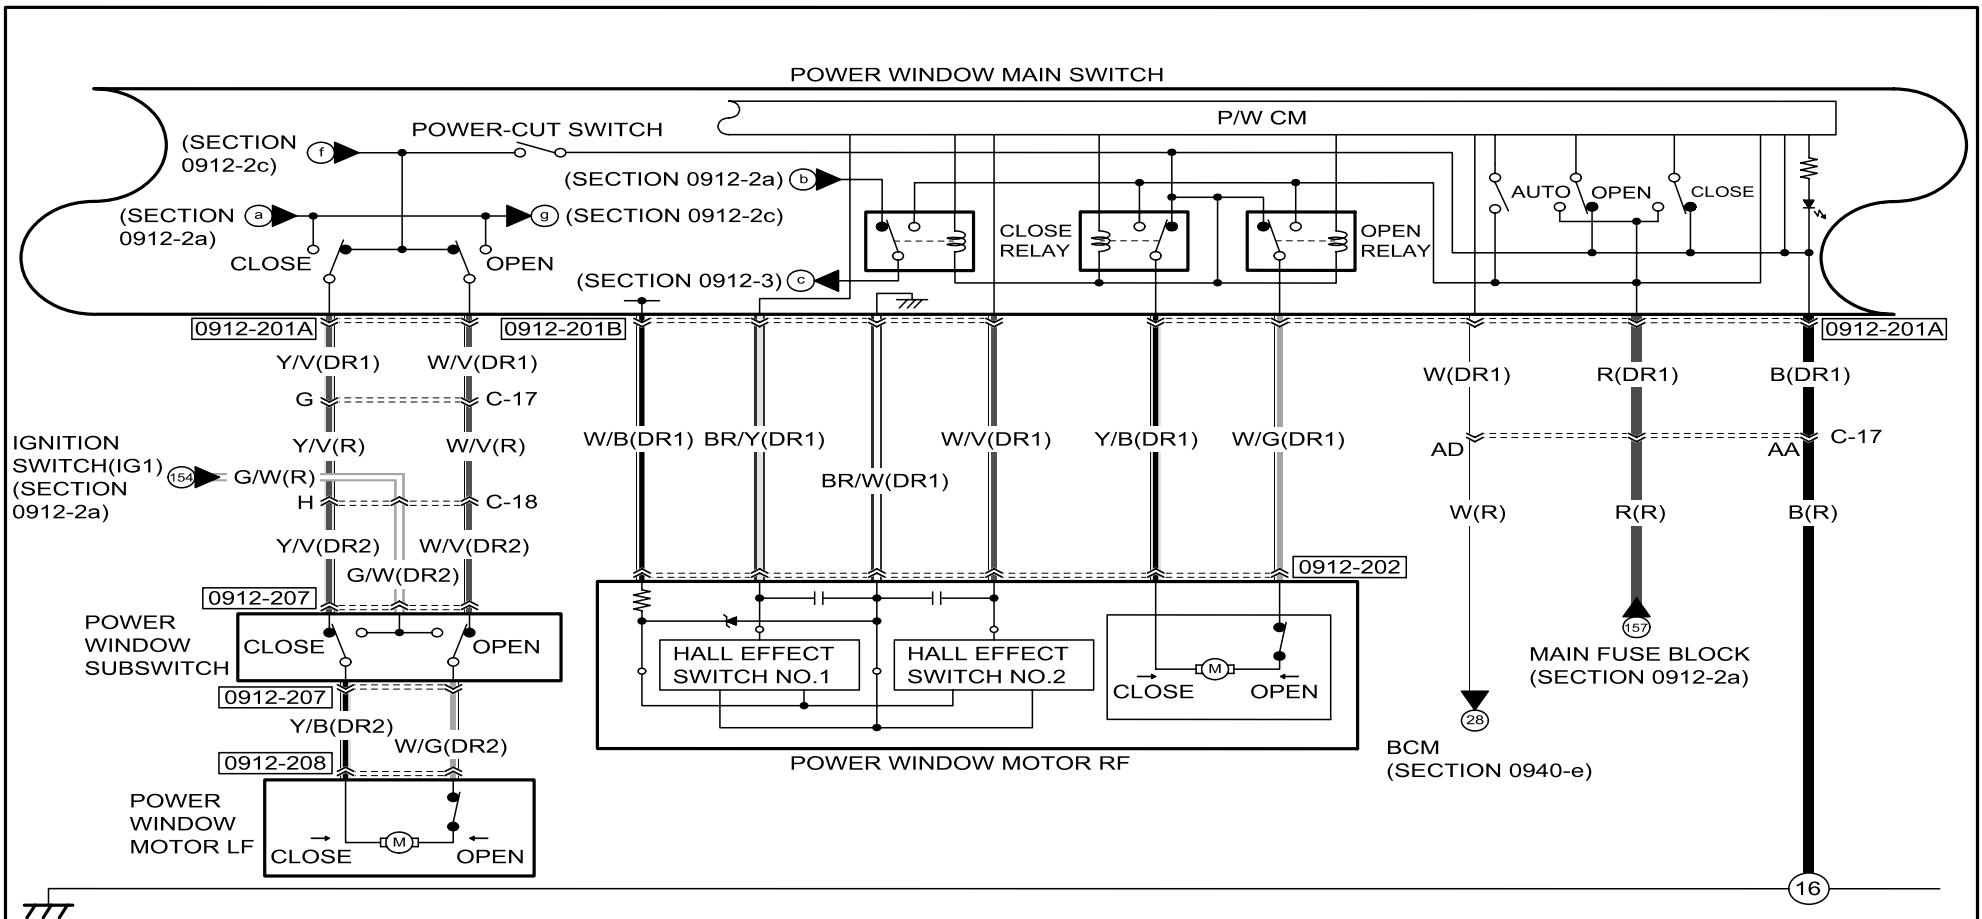 POWER WINDOW MAIN SWITCH
P/W CM
POWER-CUT SWITCH
(SECTION
0912-2c)
f
(SECTION 0912-2a)
b
(SECTION
0912-2a)
a
g
(SECTION 0912-2c)
CLOSE
OPEN
(SECTION 0912-3)
c
CLOSE
RELAY
OPEN
RELAY
AUTO
OPEN
CLOSE
0912-201A
0912-201B
0912-201A
Y/V(DR1)
W/V(DR1)
W(DR1)
R(DR1)
B(DR1)
G
C-17
Y/V(R)
W/V(R)
W/B(DR1)
BR/Y(DR1)
BR/W(DR1)
W/V(DR1)
Y/B(DR1)
W/G(DR1)
AD
AA
C-17
IGNITION
SWITCH(IG1)
(SECTION
0912-2a)
154
G/W(R)
H
C-18
W(R)
R(R)
B(R)
Y/V(DR2)
W/V(DR2)
G/W(DR2)
0912-202
0912-207
POWER
WINDOW
SUBSWITCH
CLOSE
OPEN
HALL EFFECT
SWITCH NO.1
HALL EFFECT
SWITCH NO.2
M
CLOSE
OPEN
157
MAIN FUSE BLOCK
(SECTION 0912-2a)
0912-207
Y/B(DR2)
W/G(DR2)
28
BCM
(SECTION 0940-e)
0912-208
POWER WINDOW MOTOR RF
POWER
WINDOW
MOTOR LF
M
CLOSE
OPEN
16